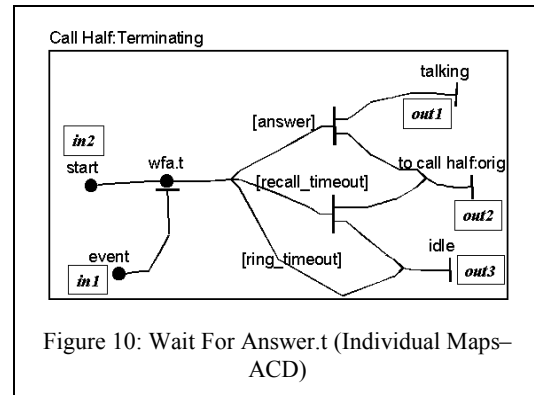 Call Half:Terminating
talking
out1
[answer]
in2
start
wfa.t
to call half:orig
[recall_timeout]
out2
event
in1
[ring_timeout]
idle
out3
Figure 10: Wait For Answer.t (Individual Maps–
ACD)